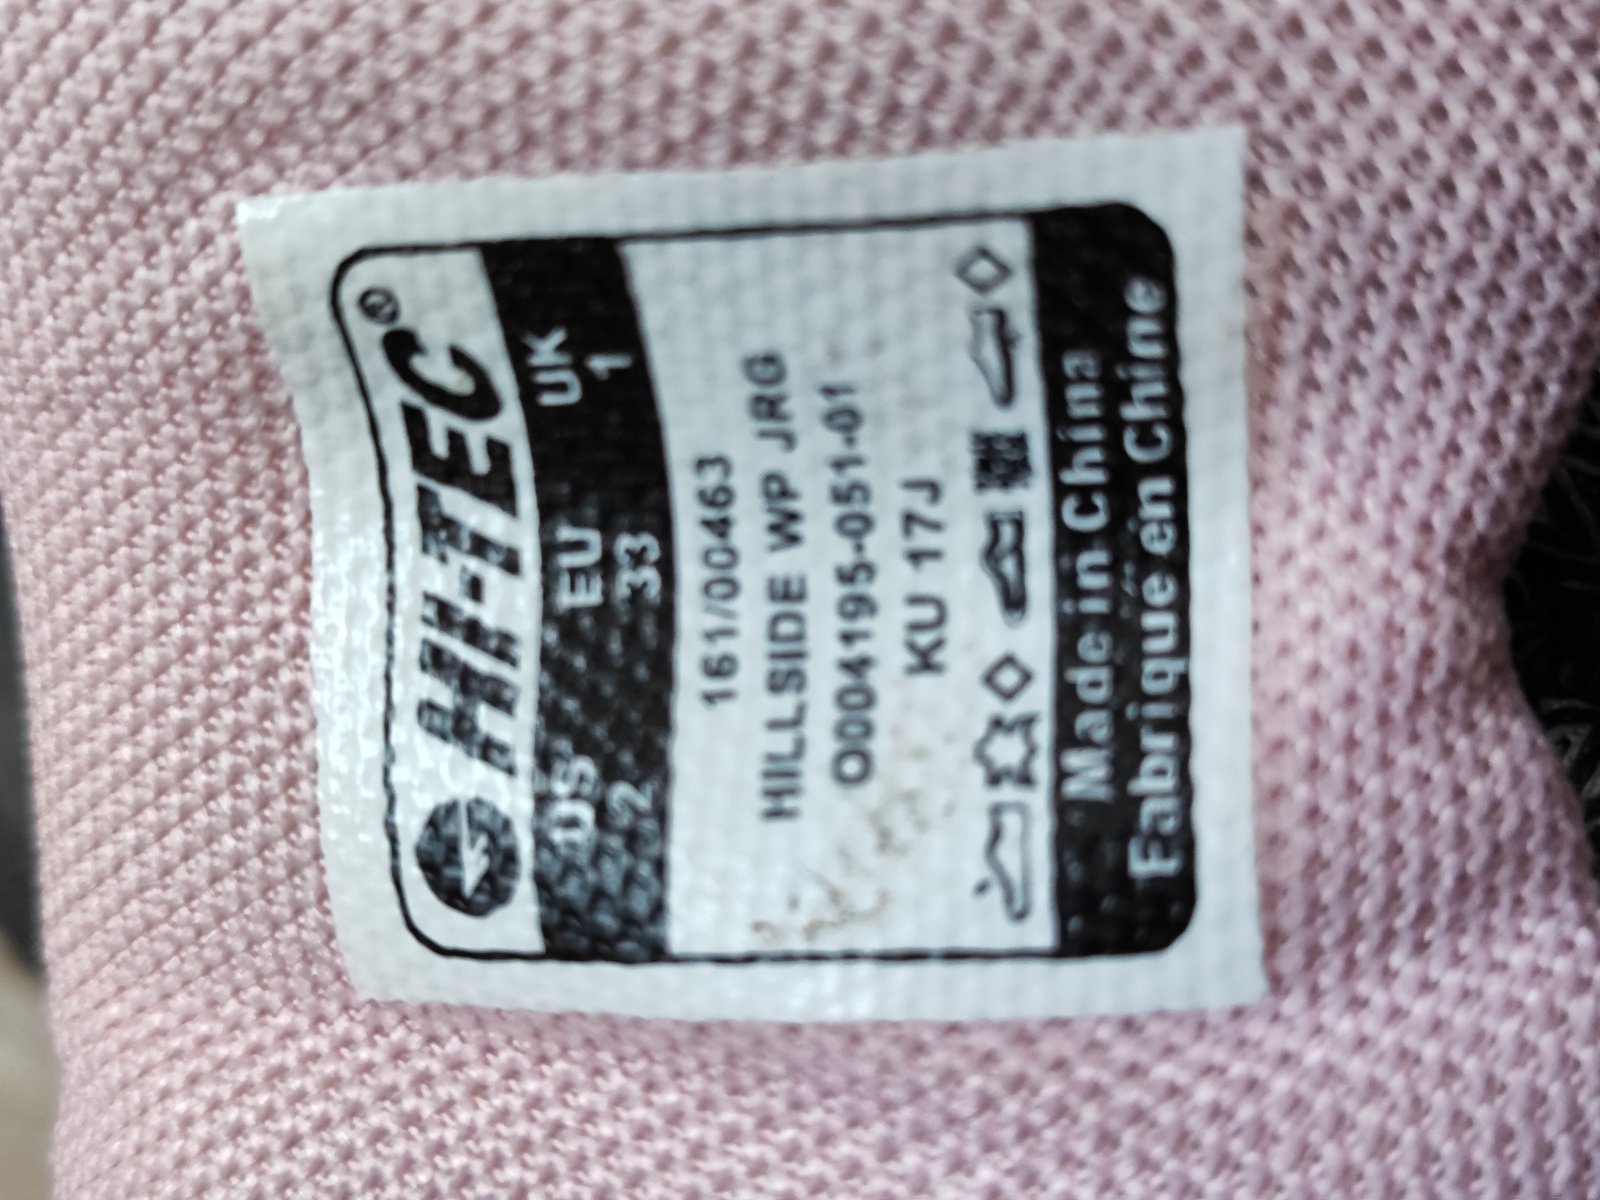 HI-TEC®
US EU UK
2 33 1
161/00463
HILLSIDE WP JRG
O004195-051-01
KU 17J
Made in China
Fabriqué en Chine